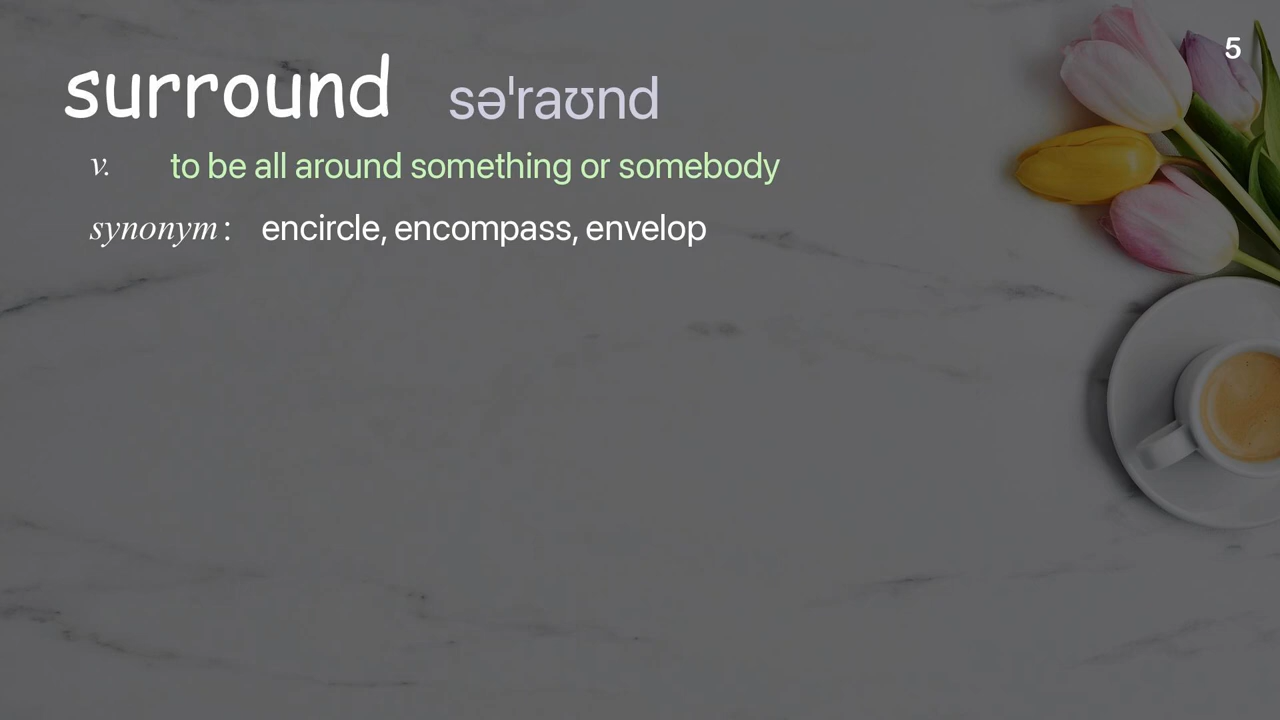 5
surround səˈraʊnd
v. to be all around something or somebody
synonym: encircle, encompass, envelop